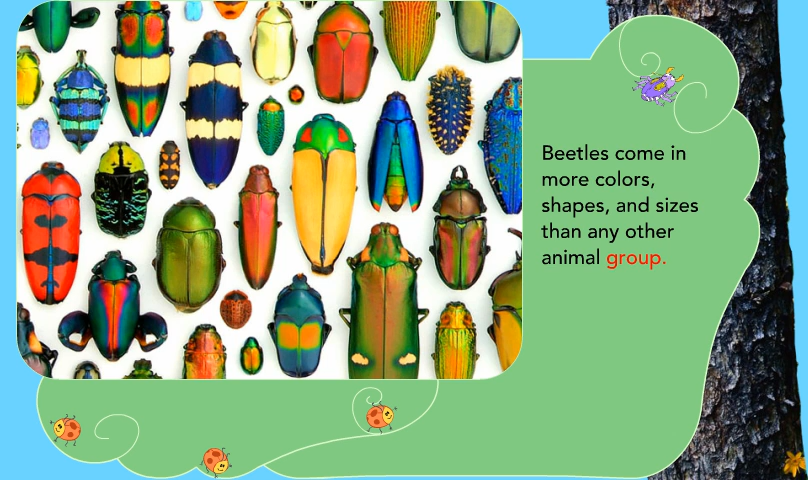 Beetles come in
more colors,
shapes, and sizes
than any other
animal group.